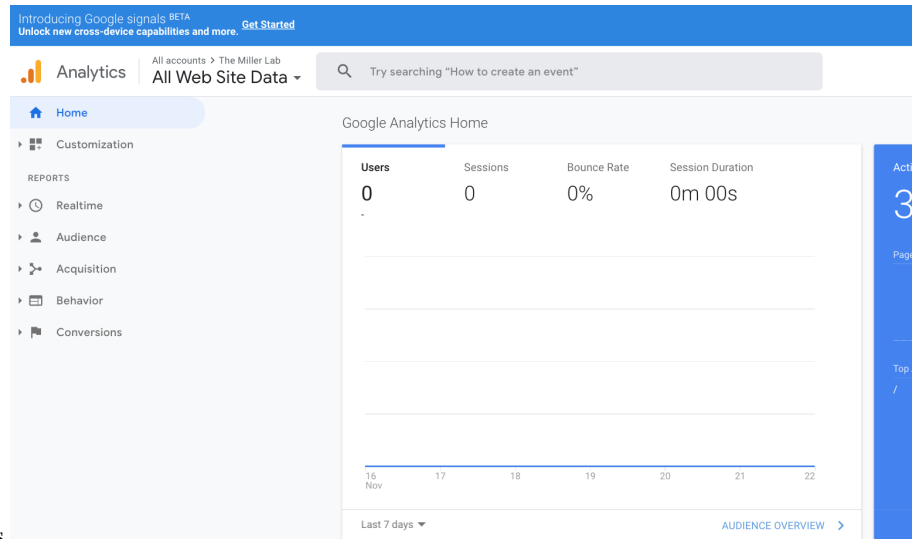 Introducing Google signals BETA
Unlock new cross-device capabilities and more. Get Started
Analytics
All accounts > The Miller Lab
All Web Site Data
Try searching “How to create an event”
Home
Customization
REPORTS
Realtime
Audience
Acquisition
Behavior
Conversions
Google Analytics Home
Users Sessions Bounce Rate Session Duration
0 0 0% 0m 00s
-
16 17 18 19 20 21 22
Nov
Last 7 days
AUDIENCE OVERVIEW
3
/